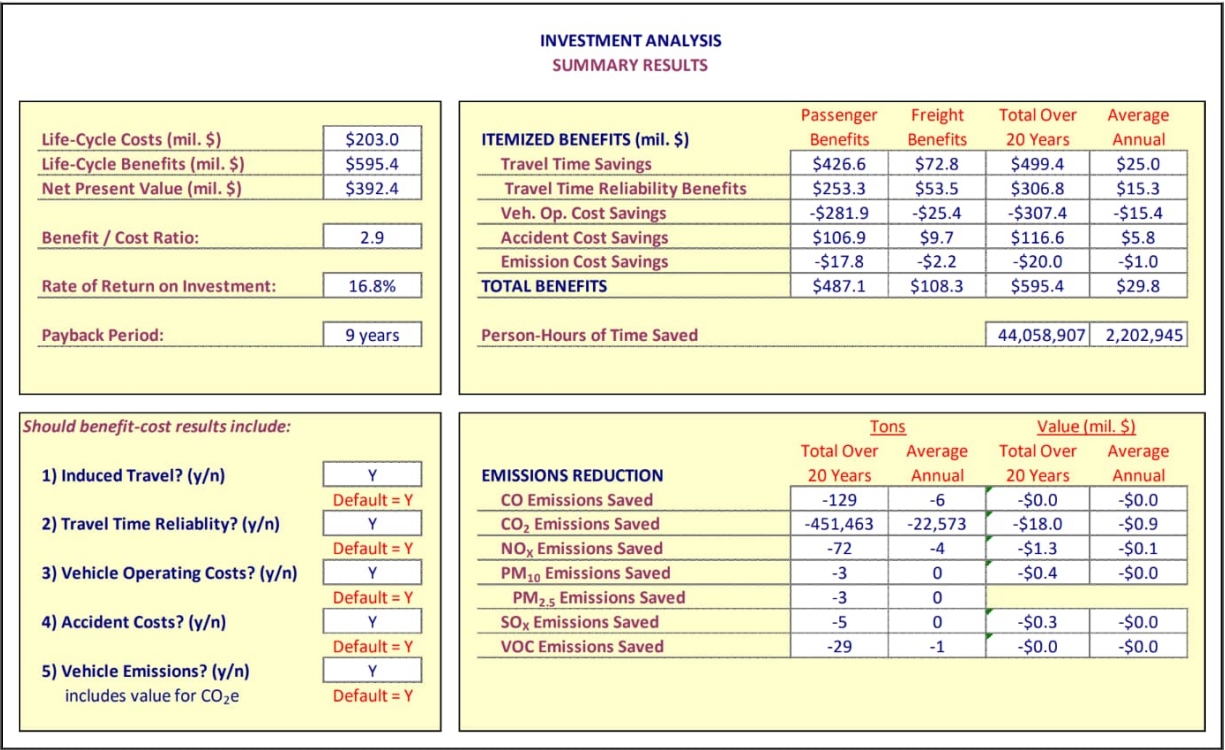 INVESTMENT ANALYSIS
SUMMARY RESULTS
Life-Cycle Costs (mil. $) $203.0
Life-Cycle Benefits (mil. $) $595.4
Net Present Value (mil. $) $392.4
Benefit / Cost Ratio: 2.9
Rate of Return on Investment: 16.8%
Payback Period: 9 years
Passenger Freight Total Over Average
ITEMIZED BENEFITS (mil. $) Benefits Benefits 20 Years Annual
Travel Time Savings $426.6 $72.8 $499.4 $25.0
Travel Time Reliability Benefits $253.3 $53.5 $306.8 $15.3
Veh. Op. Cost Savings -$281.9 -$25.4 -$307.4 -$15.4
Accident Cost Savings $106.9 $9.7 $116.6 $5.8
Emission Cost Savings -$17.8 -$2.2 -$20.0 -$1.0
TOTAL BENEFITS $487.1 $108.3 $595.4 $29.8
Person-Hours of Time Saved 44,058,907 2,202,945
Should benefit-cost results include:
1) Induced Travel? (y/n) Y
Default = Y
2) Travel Time Reliablity? (y/n) Y
Default = Y
3) Vehicle Operating Costs? (y/n) Y
Default = Y
4) Accident Costs? (y/n) Y
Default = Y
5) Vehicle Emissions? (y/n) Y
includes value for CO₂e Default = Y
Tons Value (mil. $)
Total Over Average Total Over Average
EMISSIONS REDUCTION 20 Years Annual 20 Years Annual
CO Emissions Saved -129 -6 -$0.0 -$0.0
CO₂ Emissions Saved -451,463 -22,573 -$18.0 -$0.9
NOₓ Emissions Saved -72 -4 -$1.3 -$0.1
PM₁₀ Emissions Saved -3 0 -$0.4 -$0.0
PM₂.₅ Emissions Saved -3 0
SOₓ Emissions Saved -5 0 -$0.3 -$0.0
VOC Emissions Saved -29 -1 -$0.0 -$0.0